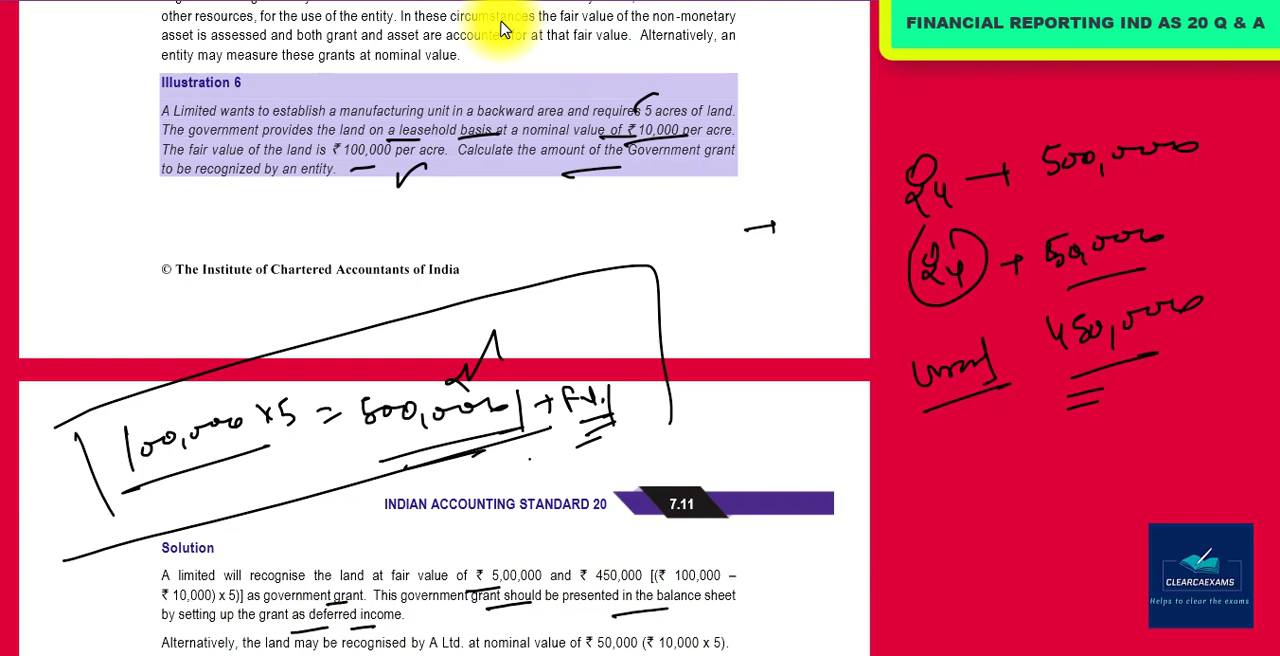 other resources, for the use of the entity. In these circumstances the fair value of the non-monetary
asset is assessed and both grant and asset are accounted for at that fair value. Alternatively, an
entity may measure these grants at nominal value.
FINANCIAL REPORTING IND AS 20 Q & A
Illustration 6
A Limited wants to establish a manufacturing unit in a backward area and requires 5 acres of land.
The government provides the land on a leasehold basis at a nominal value of ₹ 10,000 per acre.
The fair value of the land is ₹ 100,000 per acre. Calculate the amount of the Government grant
to be recognized by an entity.
500,000
50,000
450,000
© The Institute of Chartered Accountants of India
100,000 x 5 = 500,000
INDIAN ACCOUNTING STANDARD 20
7.11
Solution
A limited will recognise the land at fair value of ₹ 5,00,000 and ₹ 450,000 [(₹ 100,000 –
₹ 10,000) x 5)] as government grant. This government grant should be presented in the balance sheet
by setting up the grant as deferred income.
Alternatively, the land may be recognised by A Ltd. at nominal value of ₹ 50,000 (₹ 10,000 x 5).
CLEARCAEXAMS
Helps to clear the exams